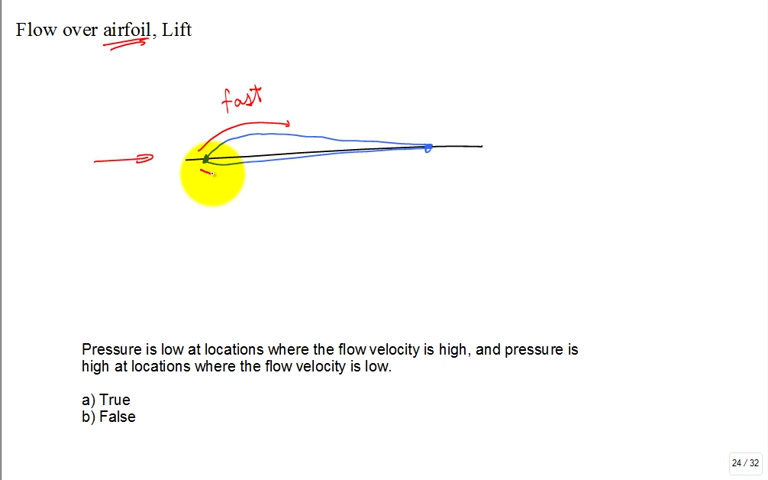 Flow over airfoil, Lift
fast
Pressure is low at locations where the flow velocity is high, and pressure is
high at locations where the flow velocity is low.
a) True
b) False
24 / 32